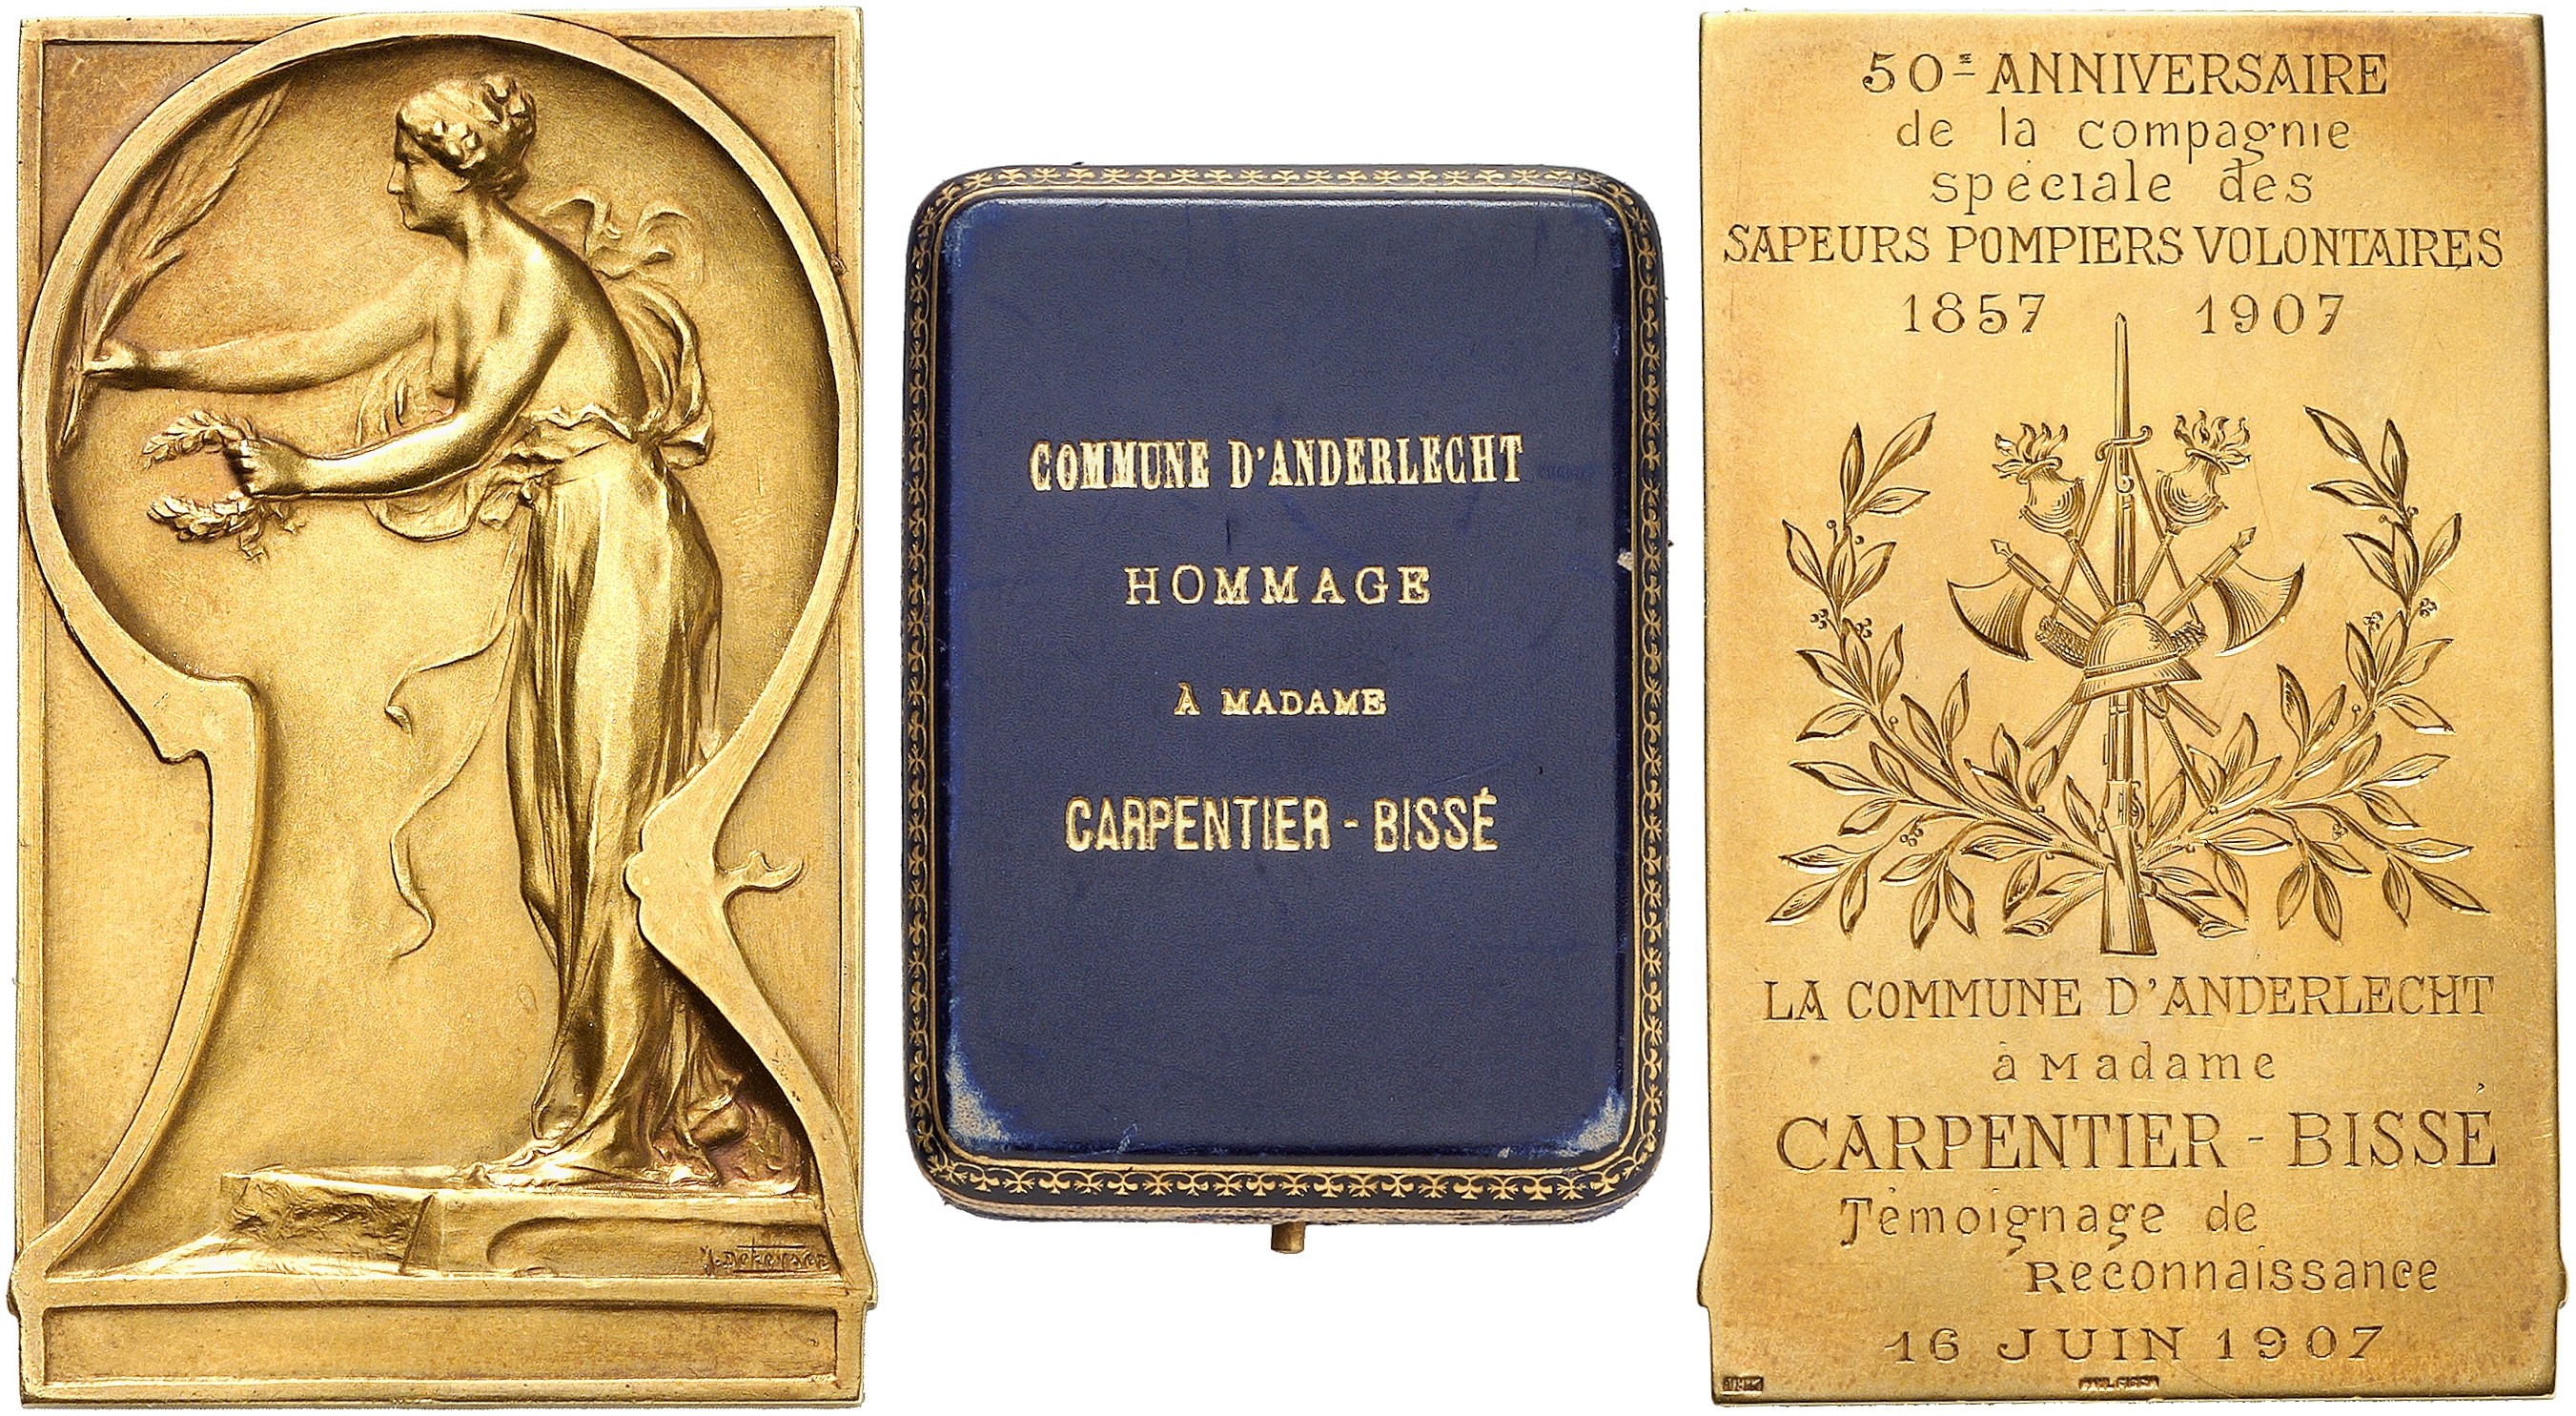 COMMUNE D'ANDERLECHT
HOMMAGE
À MADAME
CARPENTIER - BISSÉ
50ME ANNIVERSAIRE
de la compagnie
spéciale des
SAPEURS POMPIERS VOLONTAIRES
1857 1907
LA COMMUNE D'ANDERLECHT
à Madame
CARPENTIER - BISSÉ
Témoignage de
Reconnaissance
16 JUIN 1907